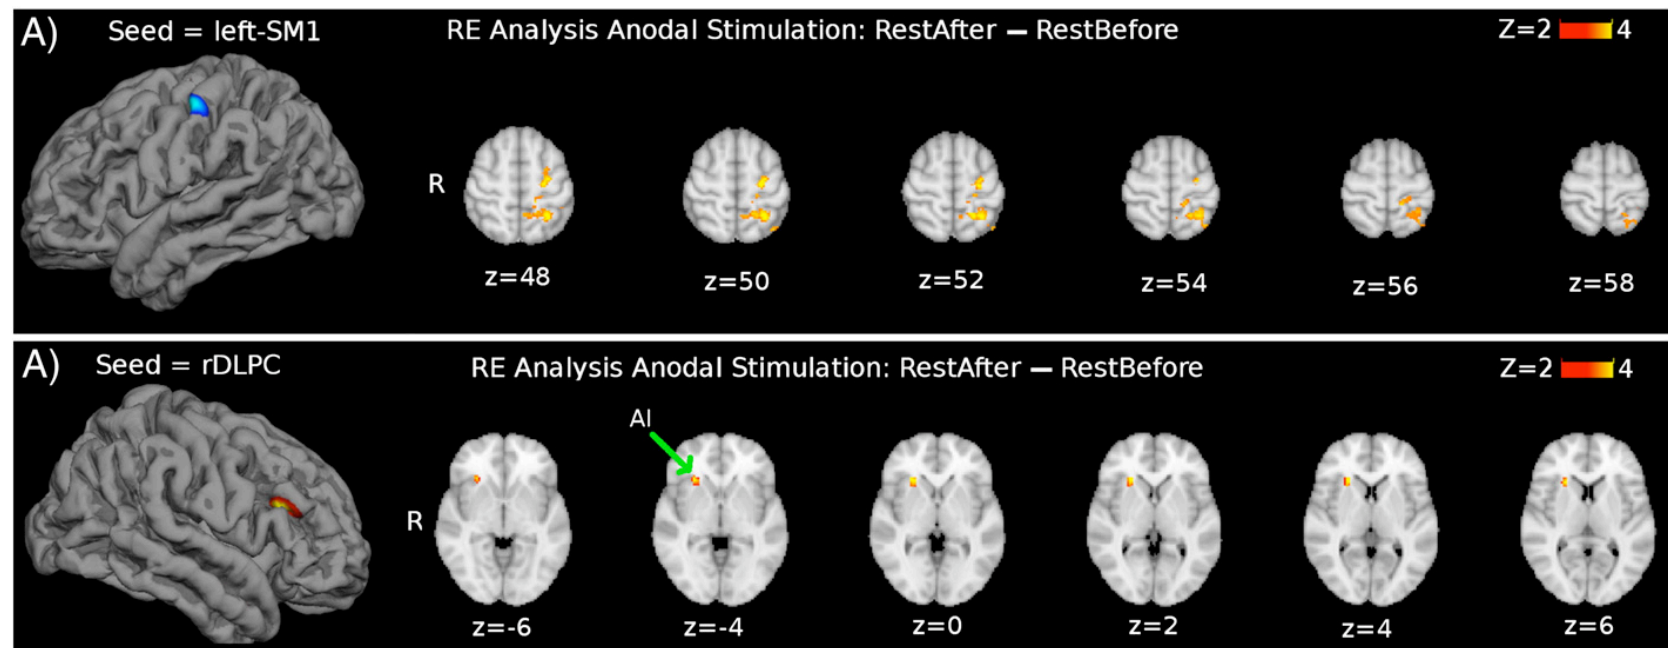 A) Seed = left-SM1 RE Analysis Anodal Stimulation: RestAfter — RestBefore Z=2 4
R
z=48 z=50 z=52 z=54 z=56 z=58
A) Seed = rDLPC RE Analysis Anodal Stimulation: RestAfter — RestBefore Z=2 4
AI
R
z=-6 z=-4 z=0 z=2 z=4 z=6